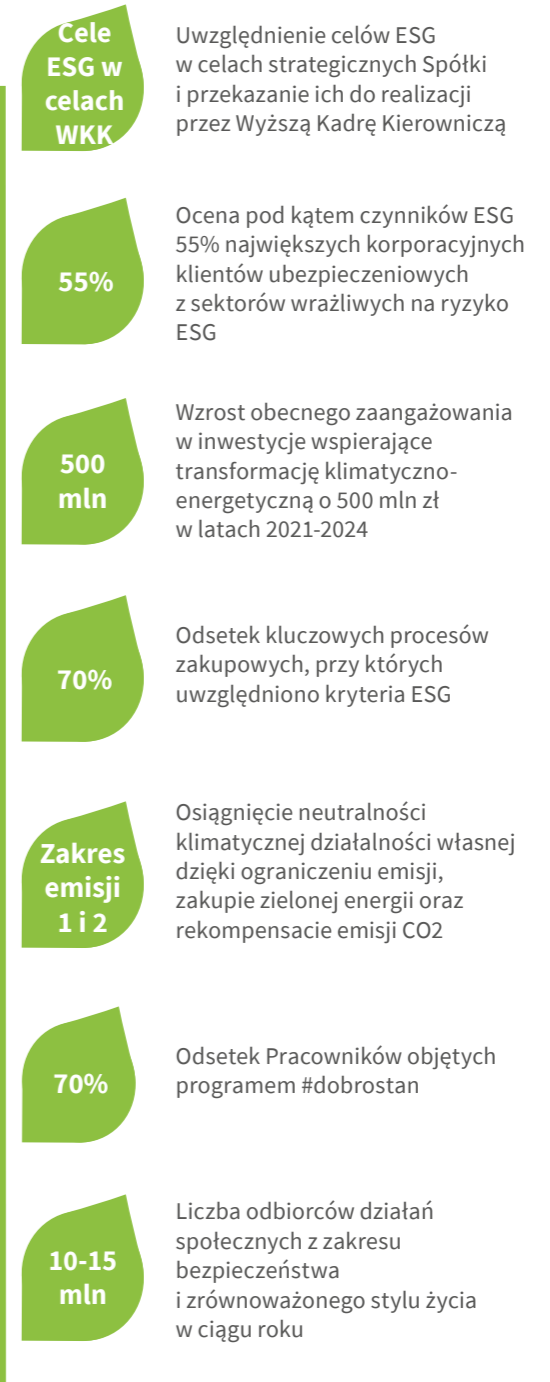 Cele
ESG w
celach
WKK
Uwzględnienie celów ESG
w celach strategicznych Spółki
i przekazanie ich do realizacji
przez Wyższą Kadrę Kierowniczą
55%
Ocena pod kątem czynników ESG
55% największych korporacyjnych
klientów ubezpieczeniowych
z sektorów wrażliwych na ryzyko
ESG
500
mln
Wzrost obecnego zaangażowania
w inwestycje wspierające
transformację klimatyczno-
energetyczną o 500 mln zł
w latach 2021-2024
70%
Odsetek kluczowych procesów
zakupowych, przy których
uwzględniono kryteria ESG
Zakres
emisji
1 i 2
Osiągnięcie neutralności
klimatycznej działalności własnej
dzięki ograniczeniu emisji,
zakupie zielonej energii oraz
rekompensacie emisji CO2
70%
Odsetek Pracowników objętych
programem #dobrostan
10-15
mln
Liczba odbiorców działań
społecznych z zakresu
bezpieczeństwa
i zrównoważonego stylu życia
w ciągu roku